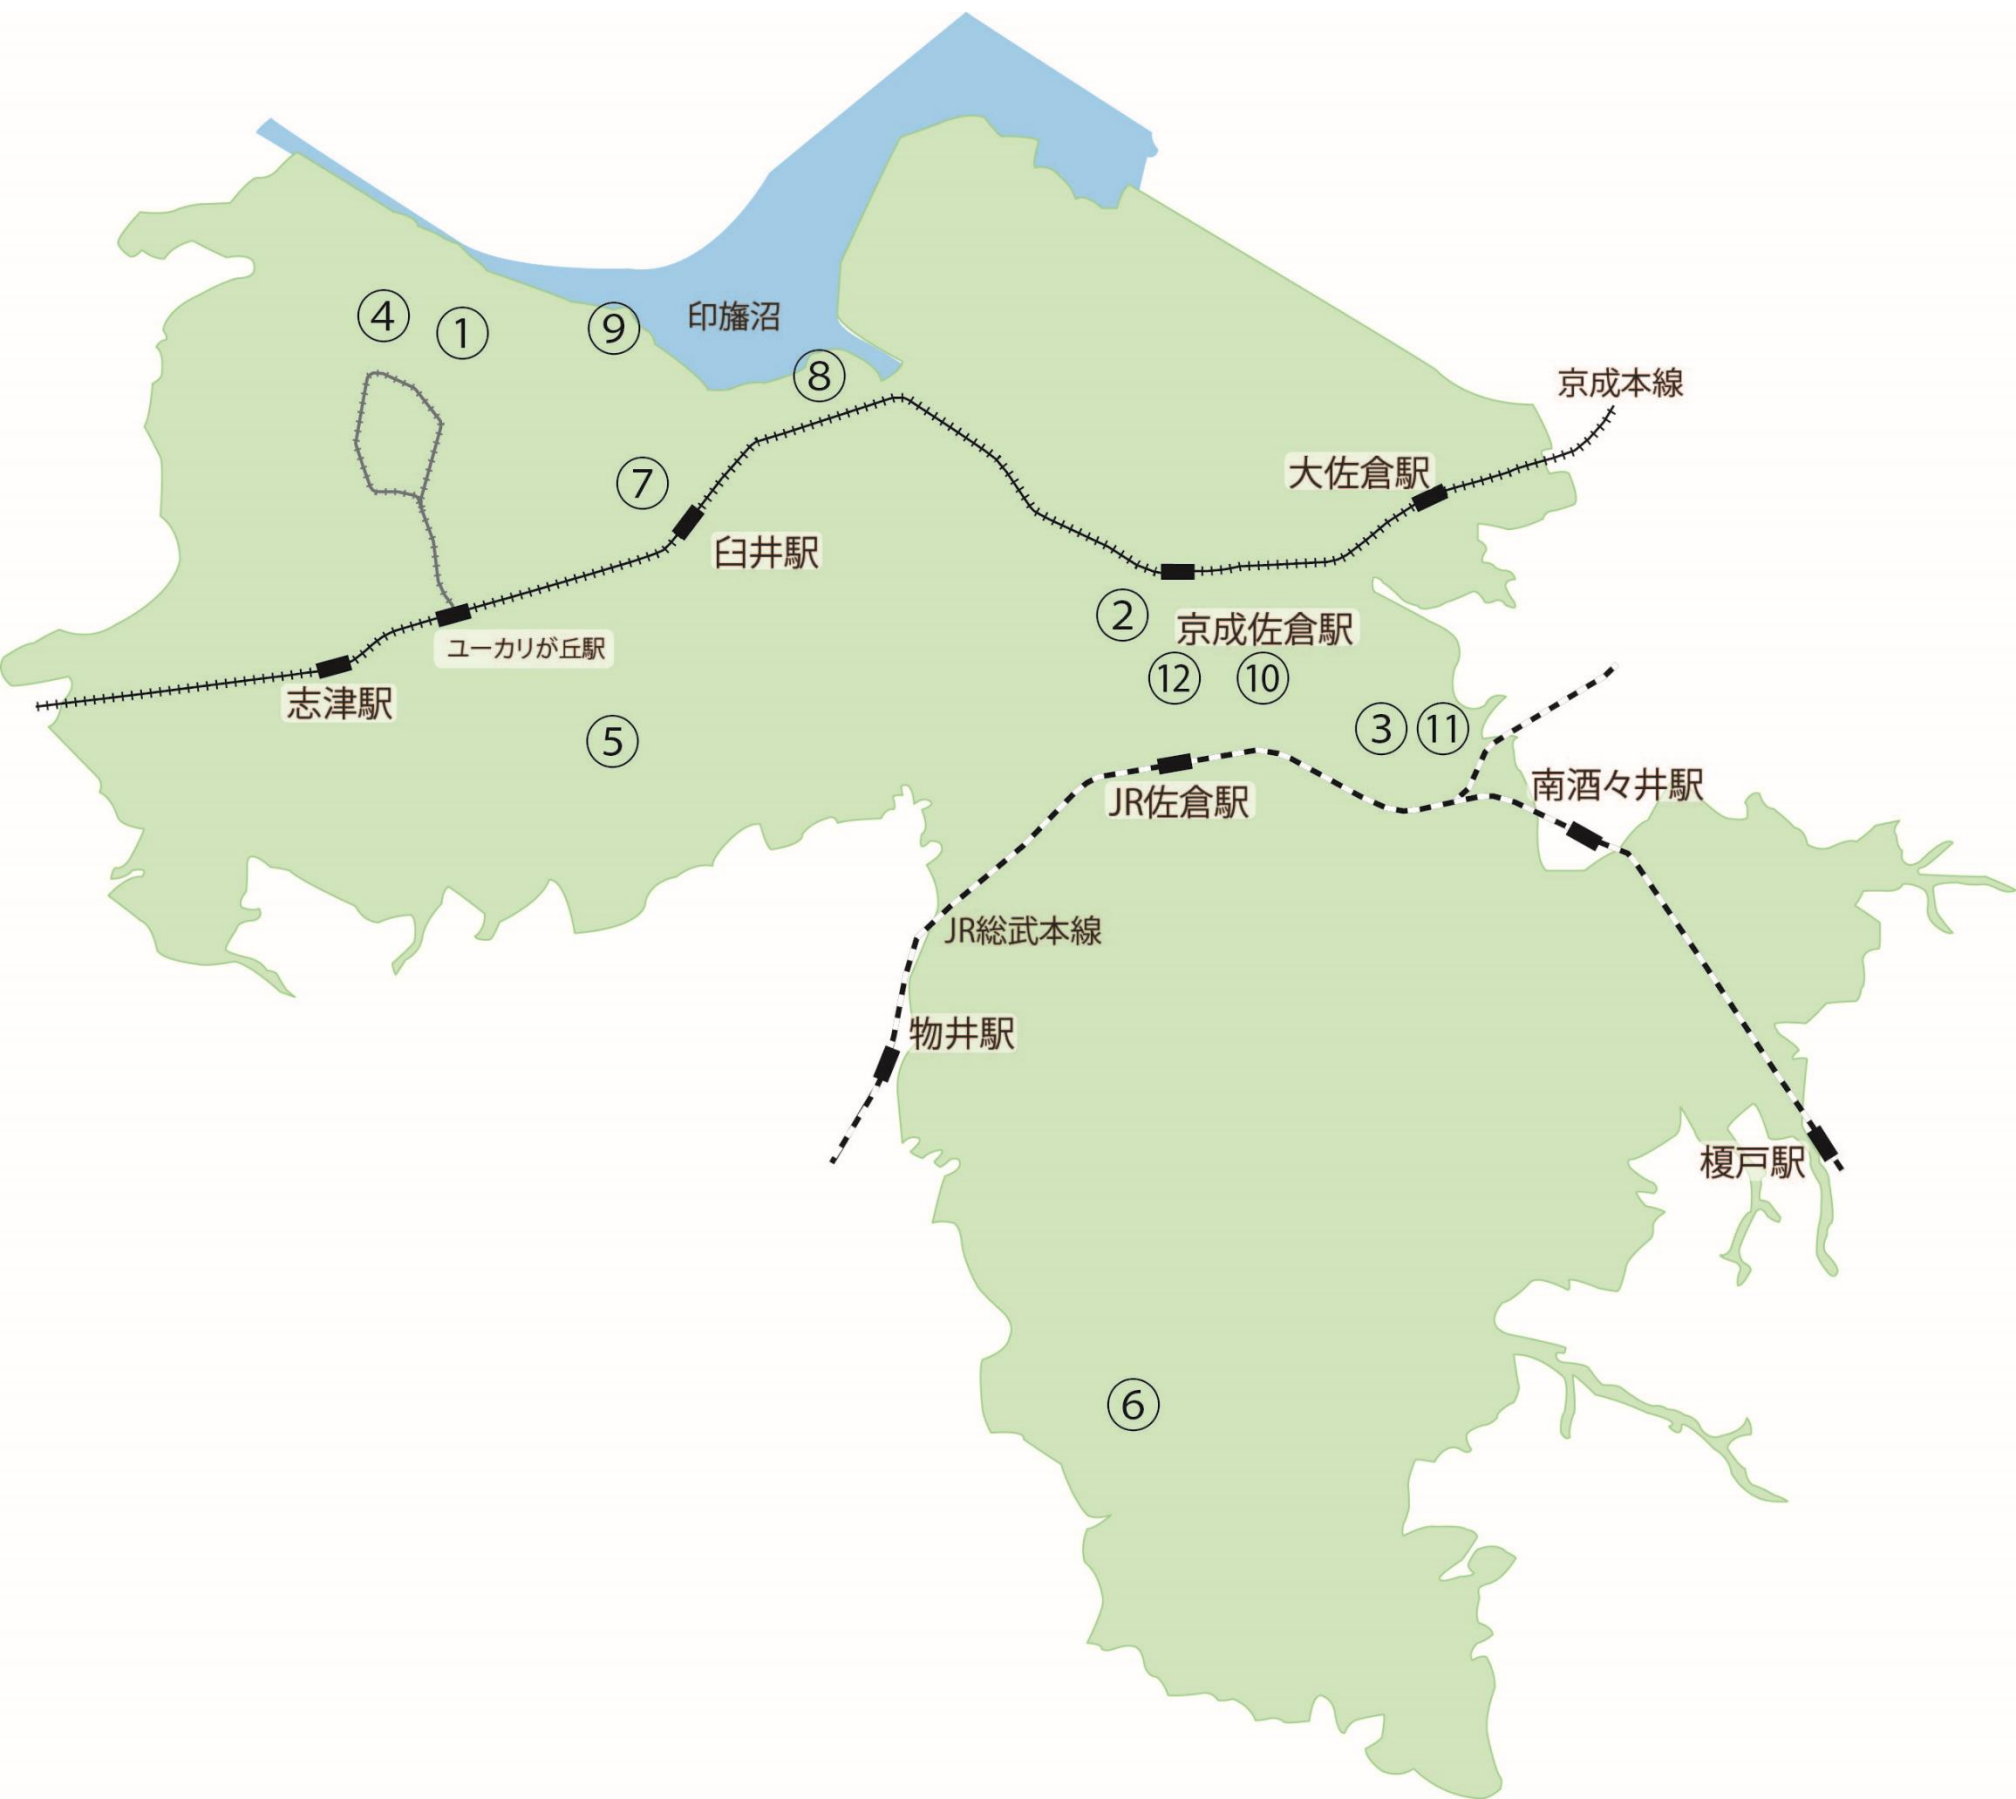 印旛沼
④
①
⑨
⑧
京成本線
大佐倉駅
⑦
臼井駅
②
京成佐倉駅
ユーカリが丘駅
⑫
⑩
志津駅
⑤
③
⑪
南酒々井駅
JR佐倉駅
JR総武本線
物井駅
榎戸駅
⑥